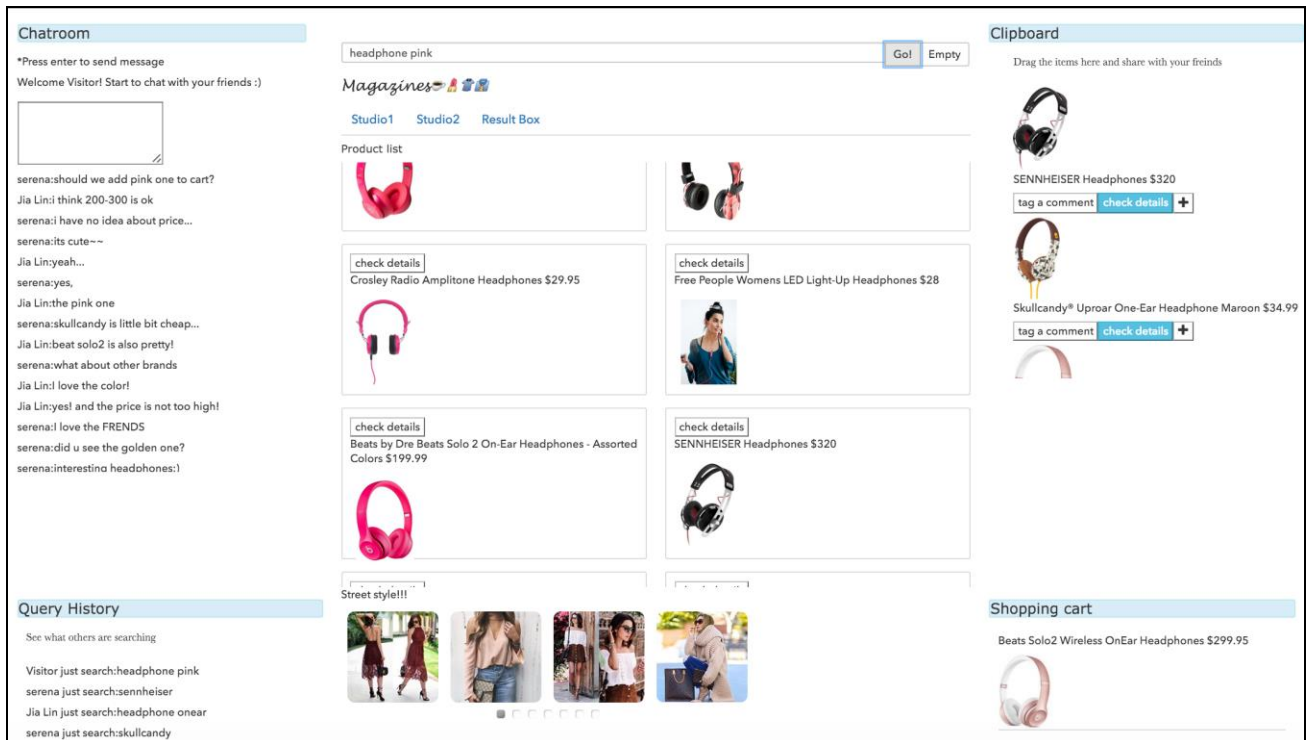 Chatroom
*Press enter to send message
Welcome Visitor! Start to chat with your friends :)
serena:should we add pink one to cart?
Jia Lin:i think 200-300 is ok
serena:i have no idea about price...
serena:its cute~~
Jia Lin:yeah...
serena:yes,
Jia Lin:the pink one
serena:skullcandy is little bit cheap...
Jia Lin:beat solo2 is also pretty!
serena:what about other brands
Jia Lin:I love the color!
Jia Lin:yes! and the price is not too high!
serena:I love the FRENDS
serena:did u see the golden one?
serena:interesting headphones:)
Query History
See what others are searching
Visitor just search:headphone pink
serena just search:sennheiser
Jia Lin just search:headphone onear
serena just search:skullcandy
headphone pink
Go!
Empty
Magazines
Studio1
Studio2
Result Box
Product list
check details
Crosley Radio Amplitone Headphones $29.95
check details
Free People Womens LED Light-Up Headphones $28
check details
Beats by Dre Beats Solo 2 On-Ear Headphones - Assorted
Colors $199.99
check details
SENNHEISER Headphones $320
Street style!!!
Clipboard
Drag the items here and share with your freinds
SENNHEISER Headphones $320
tag a comment
check details
+
Skullcandy® Uproar One-Ear Headphone Maroon $34.99
tag a comment
check details
+
Shopping cart
Beats Solo2 Wireless OnEar Headphones $299.95